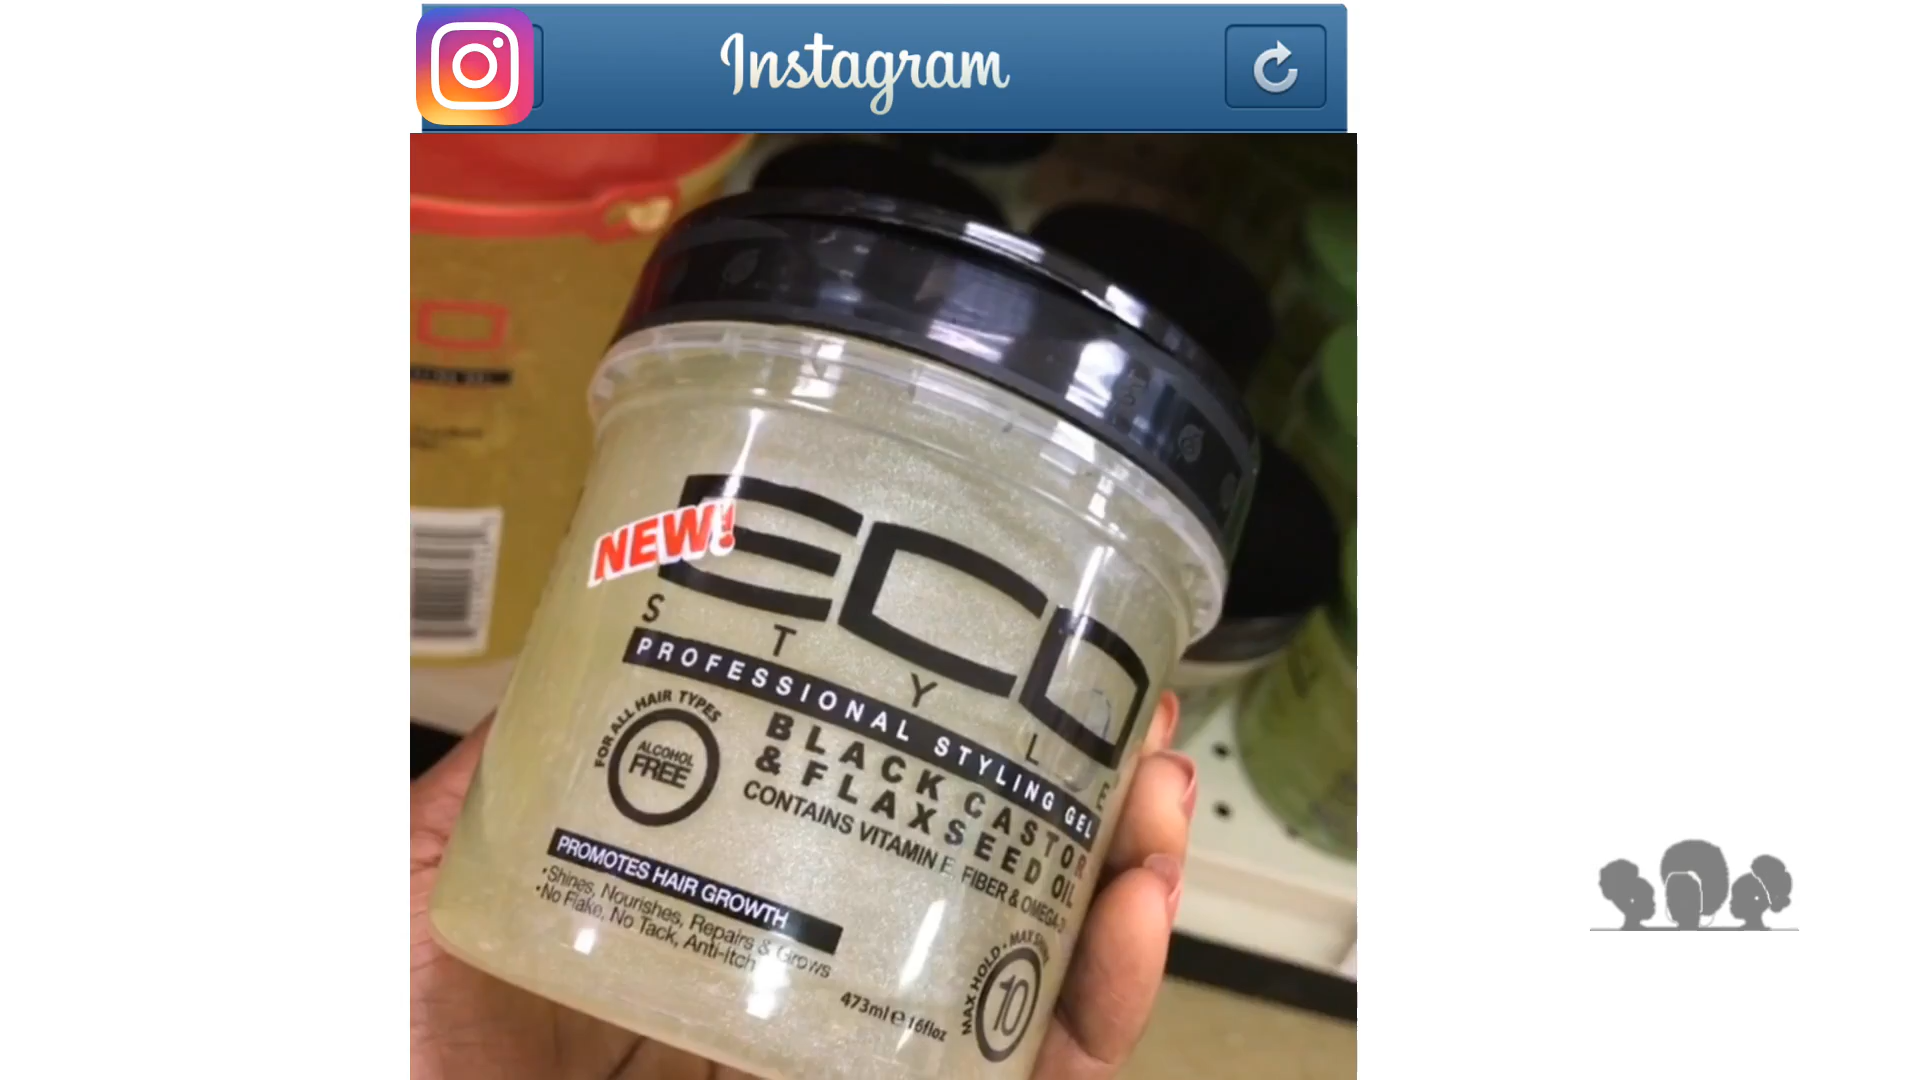 Instagram
NEW!
ECO
STYLE
PROFESSIONAL STYLING GEL
FOR ALL HAIR TYPES
ALCOHOL
FREE
BLACK CASTOR
& FLAXSEED OIL
CONTAINS VITAMIN E, FIBER & OMEGA-3
PROMOTES HAIR GROWTH
•Shines, Nourishes, Repairs & Grows
•No Flake, No Tack, Anti-Itch
473ml e 16floz
MAX HOLD • MAX SHINE
10